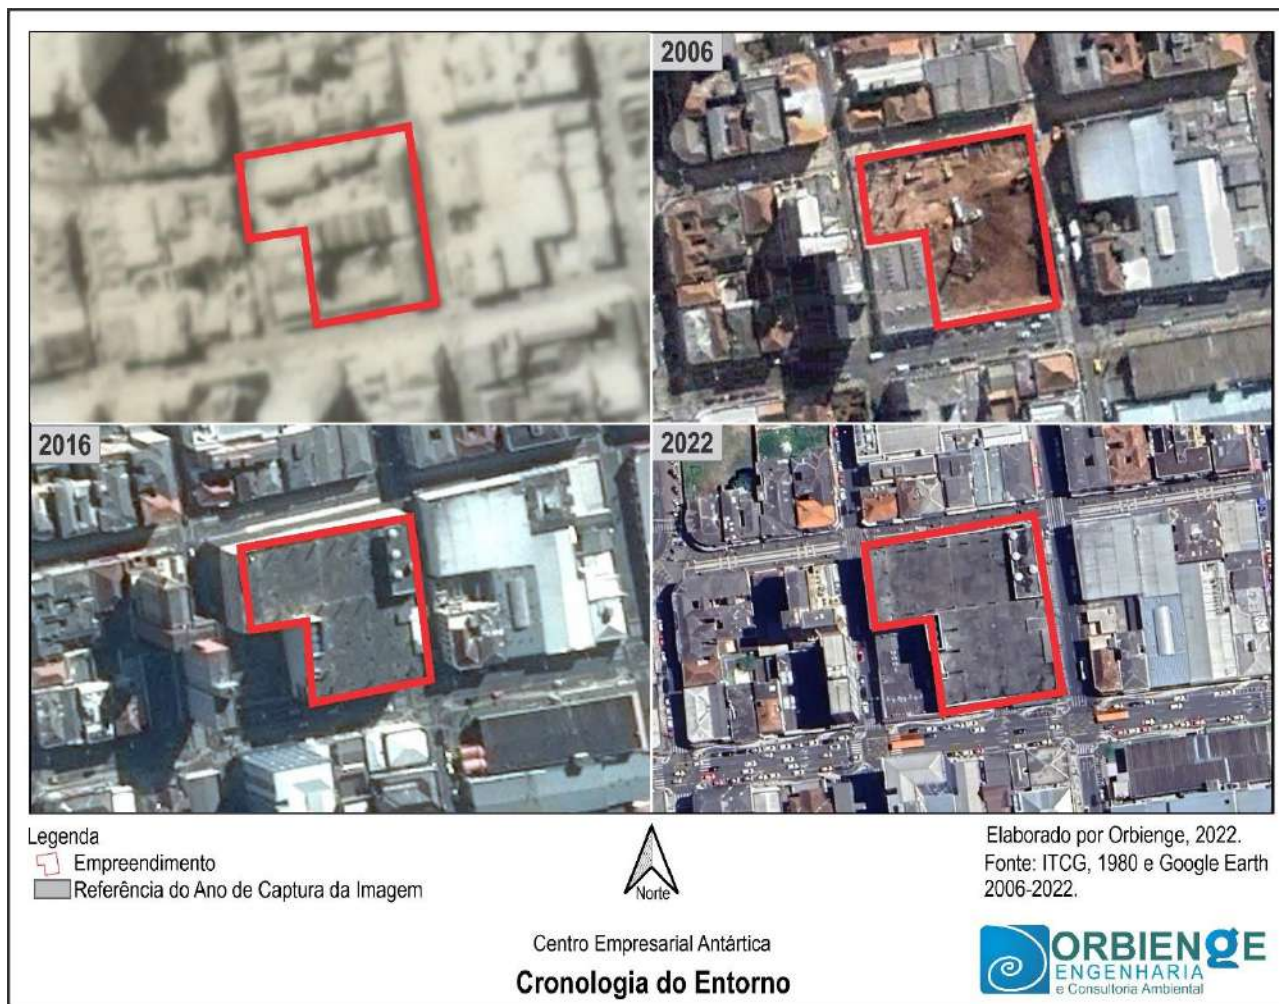 2006
2016
2022
Legenda
Empreendimento
Referência do Ano de Captura da Imagem
Norte
Elaborado por Orbienge, 2022.
Fonte: ITCG, 1980 e Google Earth
2006-2022.
Centro Empresarial Antártica
Cronologia do Entorno
ORBIENGE
ENGENHARIA
e Consultoria Ambiental